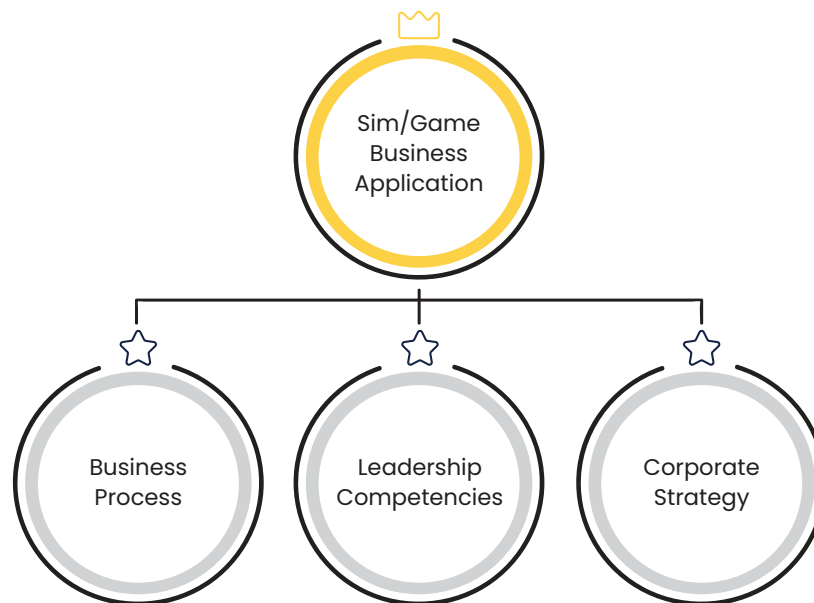 Sim/Game
Business
Application
Business
Process
Leadership
Competencies
Corporate
Strategy